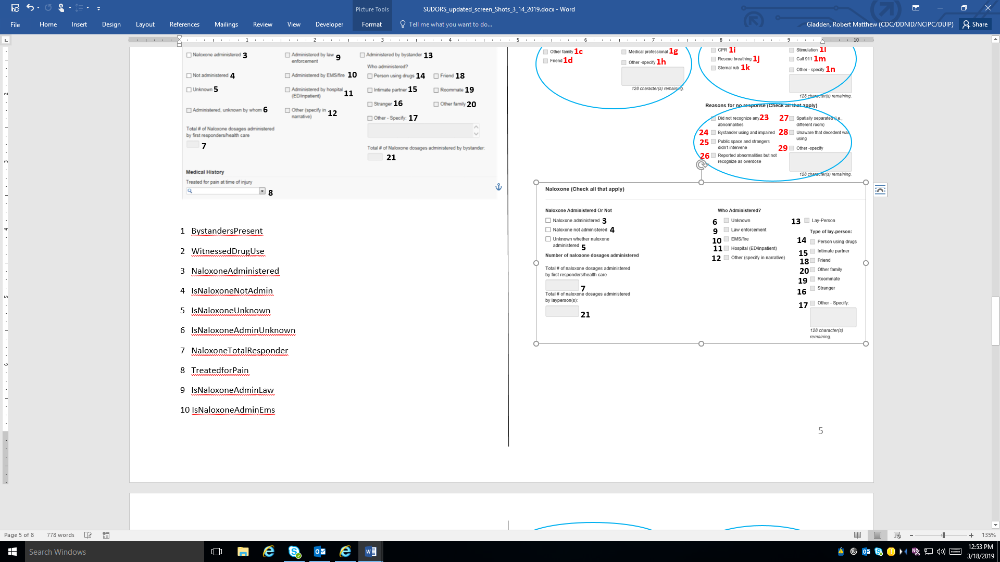 Picture Tools
SUDORS_updated_screen_Shots_3_14_2019.docx - Word
File Home Insert Design Layout References Mailings Review View Developer Format Tell me what you want to do...
Gladden, Robert Matthew (CDC/DDNID/NCIPC/DUIP) Share
1 2 3 4 5 6 7 8 9 10
Naloxone administered 3
Administered by law enforcement 9
Administered by bystander 13
Who administered?
Not administered 4
Administered by EMS/fire 10
Person using drugs 14
Friend 18
Unknown 5
Administered by hospital (ED/inpatient) 11
Intimate partner 15
Roommate 19
Stranger 16
Other family 20
Administered, unknown by whom 6
Other (specify in narrative) 12
Other - Specify: 17
Total # of Naloxone dosages administered
by first responders/health care
7
Total # of Naloxone dosages administered by bystander:
21
Medical History
Treated for pain at time of injury
8
1 BystandersPresent
2 WitnessedDrugUse
3 NaloxoneAdministered
4 IsNaloxoneNotAdmin
5 IsNaloxoneUnknown
6 IsNaloxoneAdminUnknown
7 NaloxoneTotalResponder
8 TreatedforPain
9 IsNaloxoneAdminLaw
10 IsNaloxoneAdminEms
Other family 1c
Medical professional 1g
Friend 1d
Other -specify 1h
128 character(s) remaining.
CPR 1i
Stimulation 1l
Rescue breathing 1j
Call 911 1m
Sternal rub 1k
Other - specify 1n
128 character(s) remaining.
Reasons for no response (Check all that apply)
Did not recognize any 23
abnormalities
27 Spatially separated (i.e.,
different room)
24 Bystander using and impaired
28 Unaware that decedent was
using
25 Public space and strangers
didn't intervene
29 Other -specify
26 Reported abnormalities but not
recognize as overdose
128 character(s) remaining.
Naloxone (Check all that apply)
Naloxone Administered Or Not
Naloxone administered 3
Naloxone not administered 4
Unknown whether naloxone
administered 5
Number of naloxone dosages administered
Total # of naloxone dosages administered
by first responders/health care
7
Total # of naloxone dosages administered
by layperson(s):
21
Who Administered?
6 Unknown
9 Law enforcement
10 EMS/fire
11 Hospital (ED/inpatient)
12 Other (specify in narrative)
13 Lay-Person
Type of lay-person:
14 Person using drugs
15 Intimate partner
18 Friend
20 Other family
19 Roommate
16 Stranger
17 Other - Specify:
128 character(s)
remaining.
5
Page 5 of 8 778 words
135%
Search Windows
12:53 PM
3/18/2019